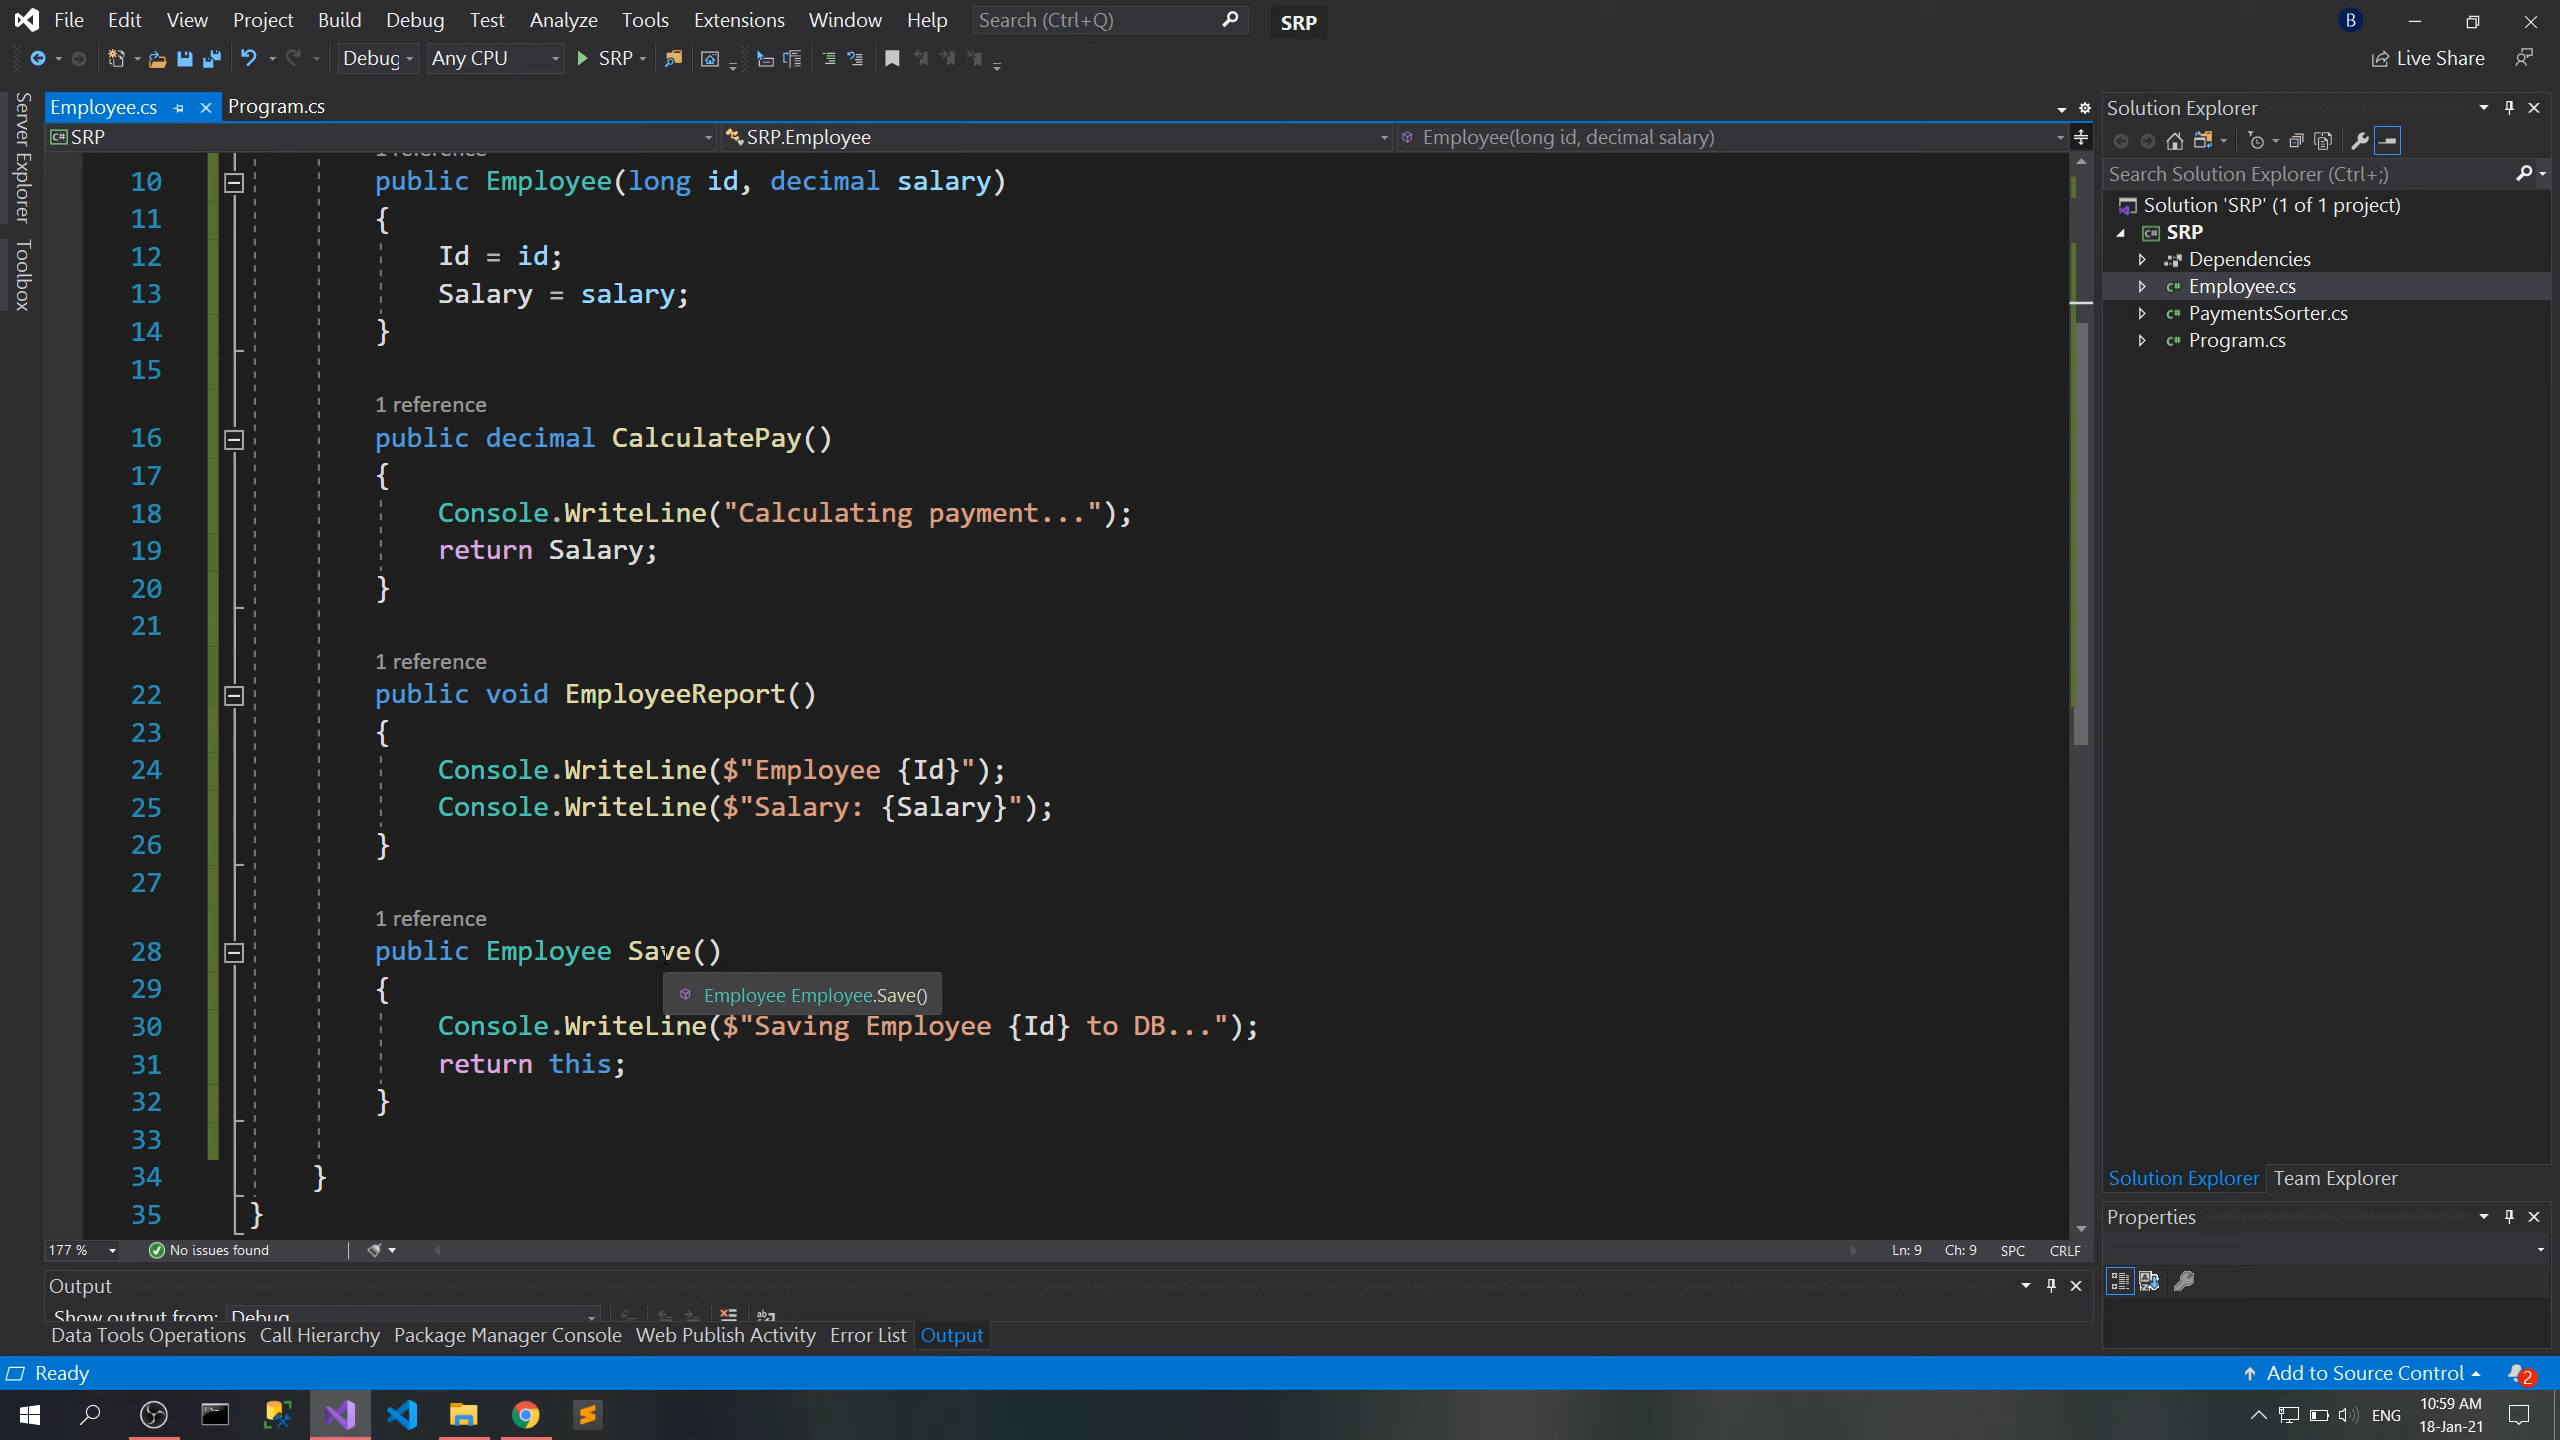 File Edit View Project Build Debug Test Analyze Tools Extensions Window Help Search (Ctrl+Q) SRP B
Debug Any CPU SRP Live Share
Server Explorer
Toolbox
Employee.cs Program.cs
SRP SRP.Employee Employee(long id, decimal salary)
1 reference
10 public Employee(long id, decimal salary)
11 {
12 Id = id;
13 Salary = salary;
14 }
15
1 reference
16 public decimal CalculatePay()
17 {
18 Console.WriteLine("Calculating payment...");
19 return Salary;
20 }
21
1 reference
22 public void EmployeeReport()
23 {
24 Console.WriteLine($"Employee {Id}");
25 Console.WriteLine($"Salary: {Salary}");
26 }
27
1 reference
28 public Employee Save()
29 {
Employee Employee.Save()
30 Console.WriteLine($"Saving Employee {Id} to DB...");
31 return this;
32 }
33
34 }
35 }
177 % No issues found Ln: 9 Ch: 9 SPC CRLF
Output
Show output from: Debug
Data Tools Operations Call Hierarchy Package Manager Console Web Publish Activity Error List Output
Solution Explorer
Search Solution Explorer (Ctrl+;)
Solution 'SRP' (1 of 1 project)
SRP
Dependencies
Employee.cs
PaymentsSorter.cs
Program.cs
Solution Explorer Team Explorer
Properties
Ready Add to Source Control 2
ENG 10:59 AM
18-Jan-21